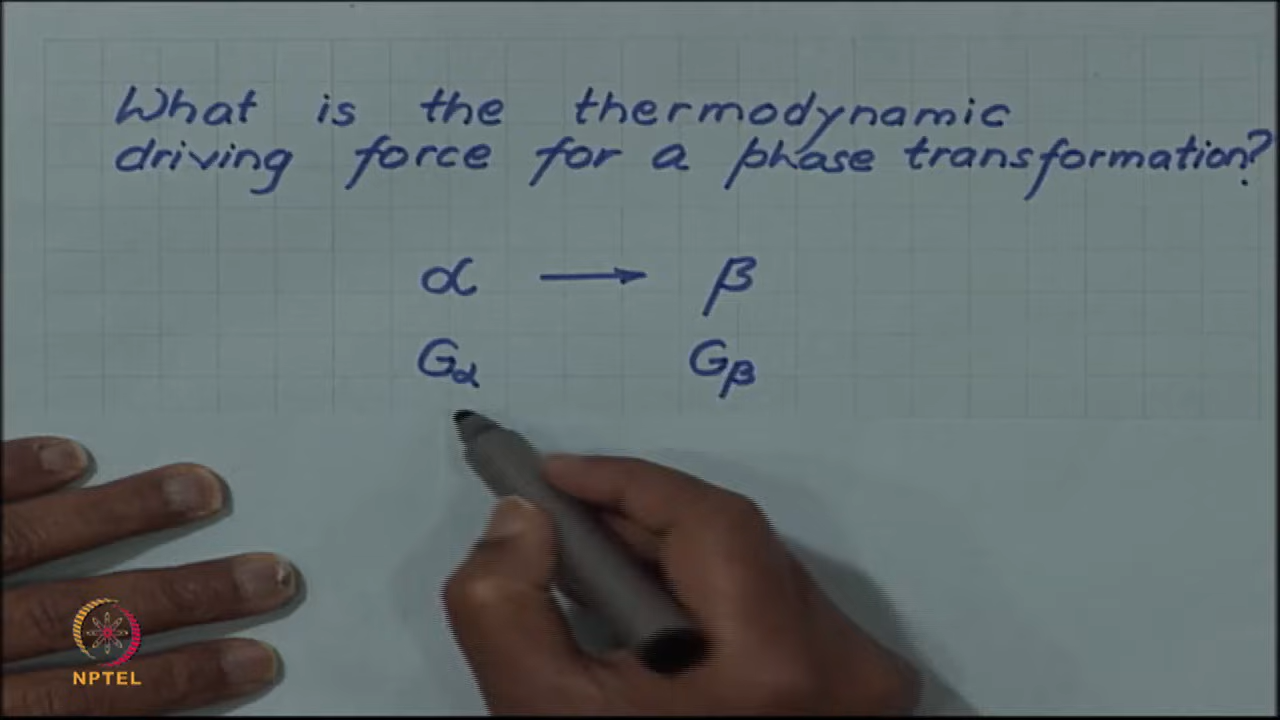 What is the thermodynamic
driving force for a phase transformation?
α → β
Gα Gβ
NPTEL